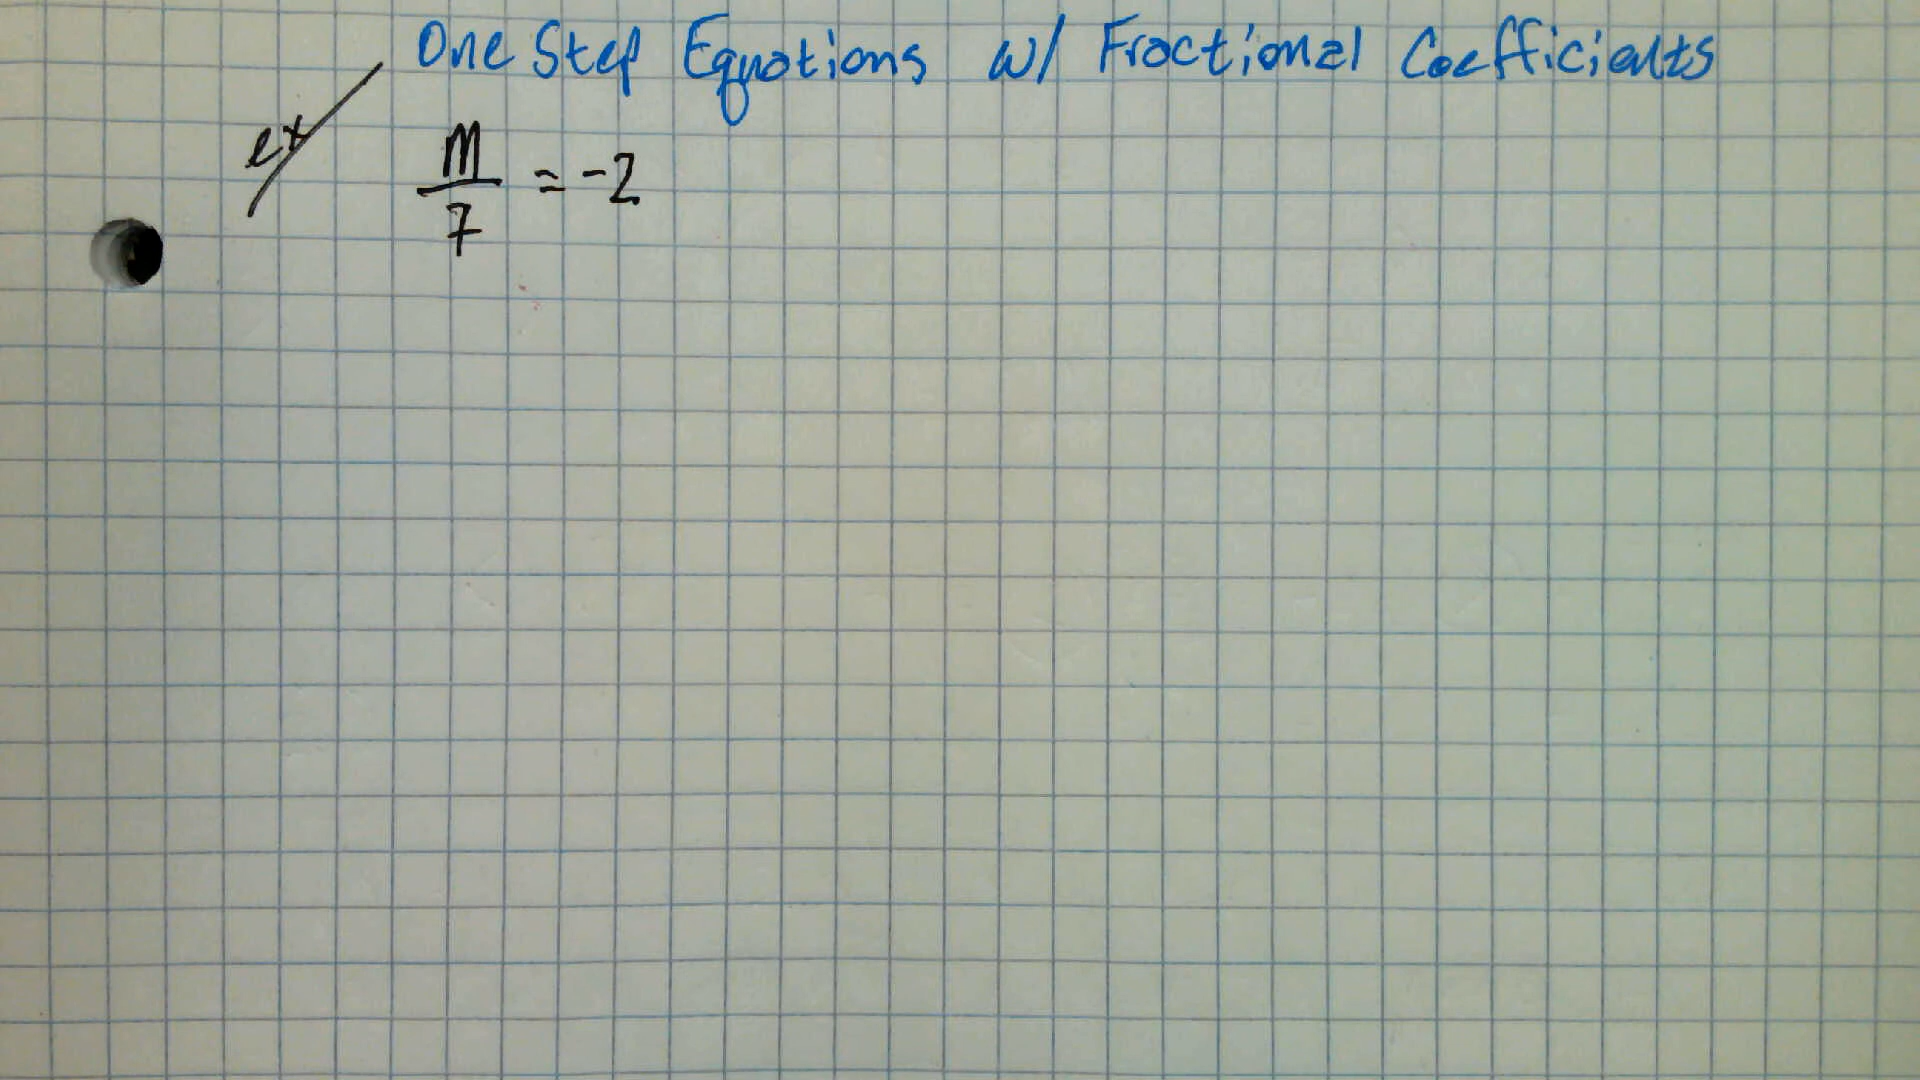 One Step Equations w/ Fractional Coefficients
ex
m/7 = -2